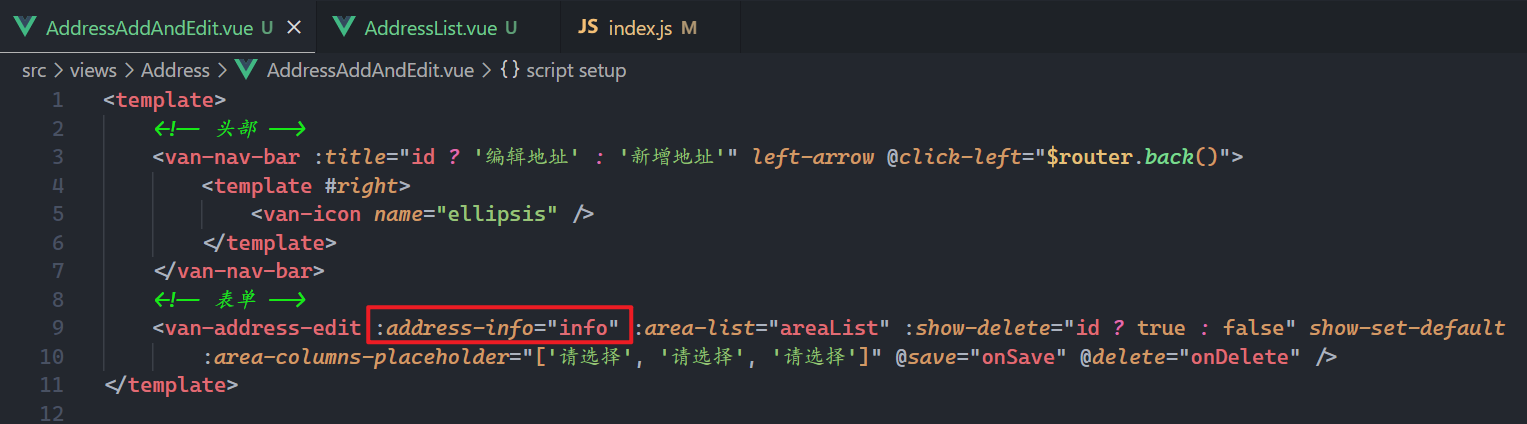 AddressAddAndEdit.vue U ×
AddressList.vue U
JS index.js M
src > views > Address > AddressAddAndEdit.vue > {} script setup
1 <template>
2 <!-- 头部 -->
3 <van-nav-bar :title="id ? '编辑地址' : '新增地址'" left-arrow @click-left="$router.back()">
4 <template #right>
5 <van-icon name="ellipsis" />
6 </template>
7 </van-nav-bar>
8 <!-- 表单 -->
9 <van-address-edit :address-info="info" :area-list="areaList" :show-delete="id ? true : false" show-set-default
10 :area-columns-placeholder="['请选择', '请选择', '请选择']" @save="onSave" @delete="onDelete" />
11 </template>
12